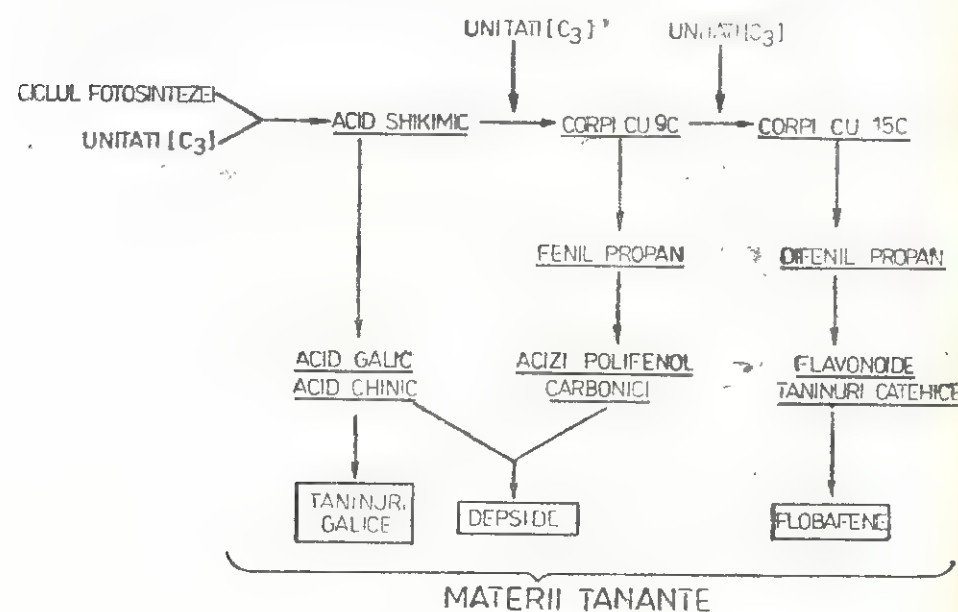 UNITATI [C3]' UNITATI [C3]
CICLUL FOTOSINTEZEI
UNITATI [C3]
ACID SHIKIMIC CORPI CU 9C CORPI CU 15C
FENIL PROPAN DIFENIL PROPAN
ACID GALIC ACIZI POLIFENOL FLAVONOIDE
ACID CHINIC CARBONICI TANINURI CATEHICE
TANINURI
GALICE
DEPSIDE
FLOBAFENE
MATERII TANANTE